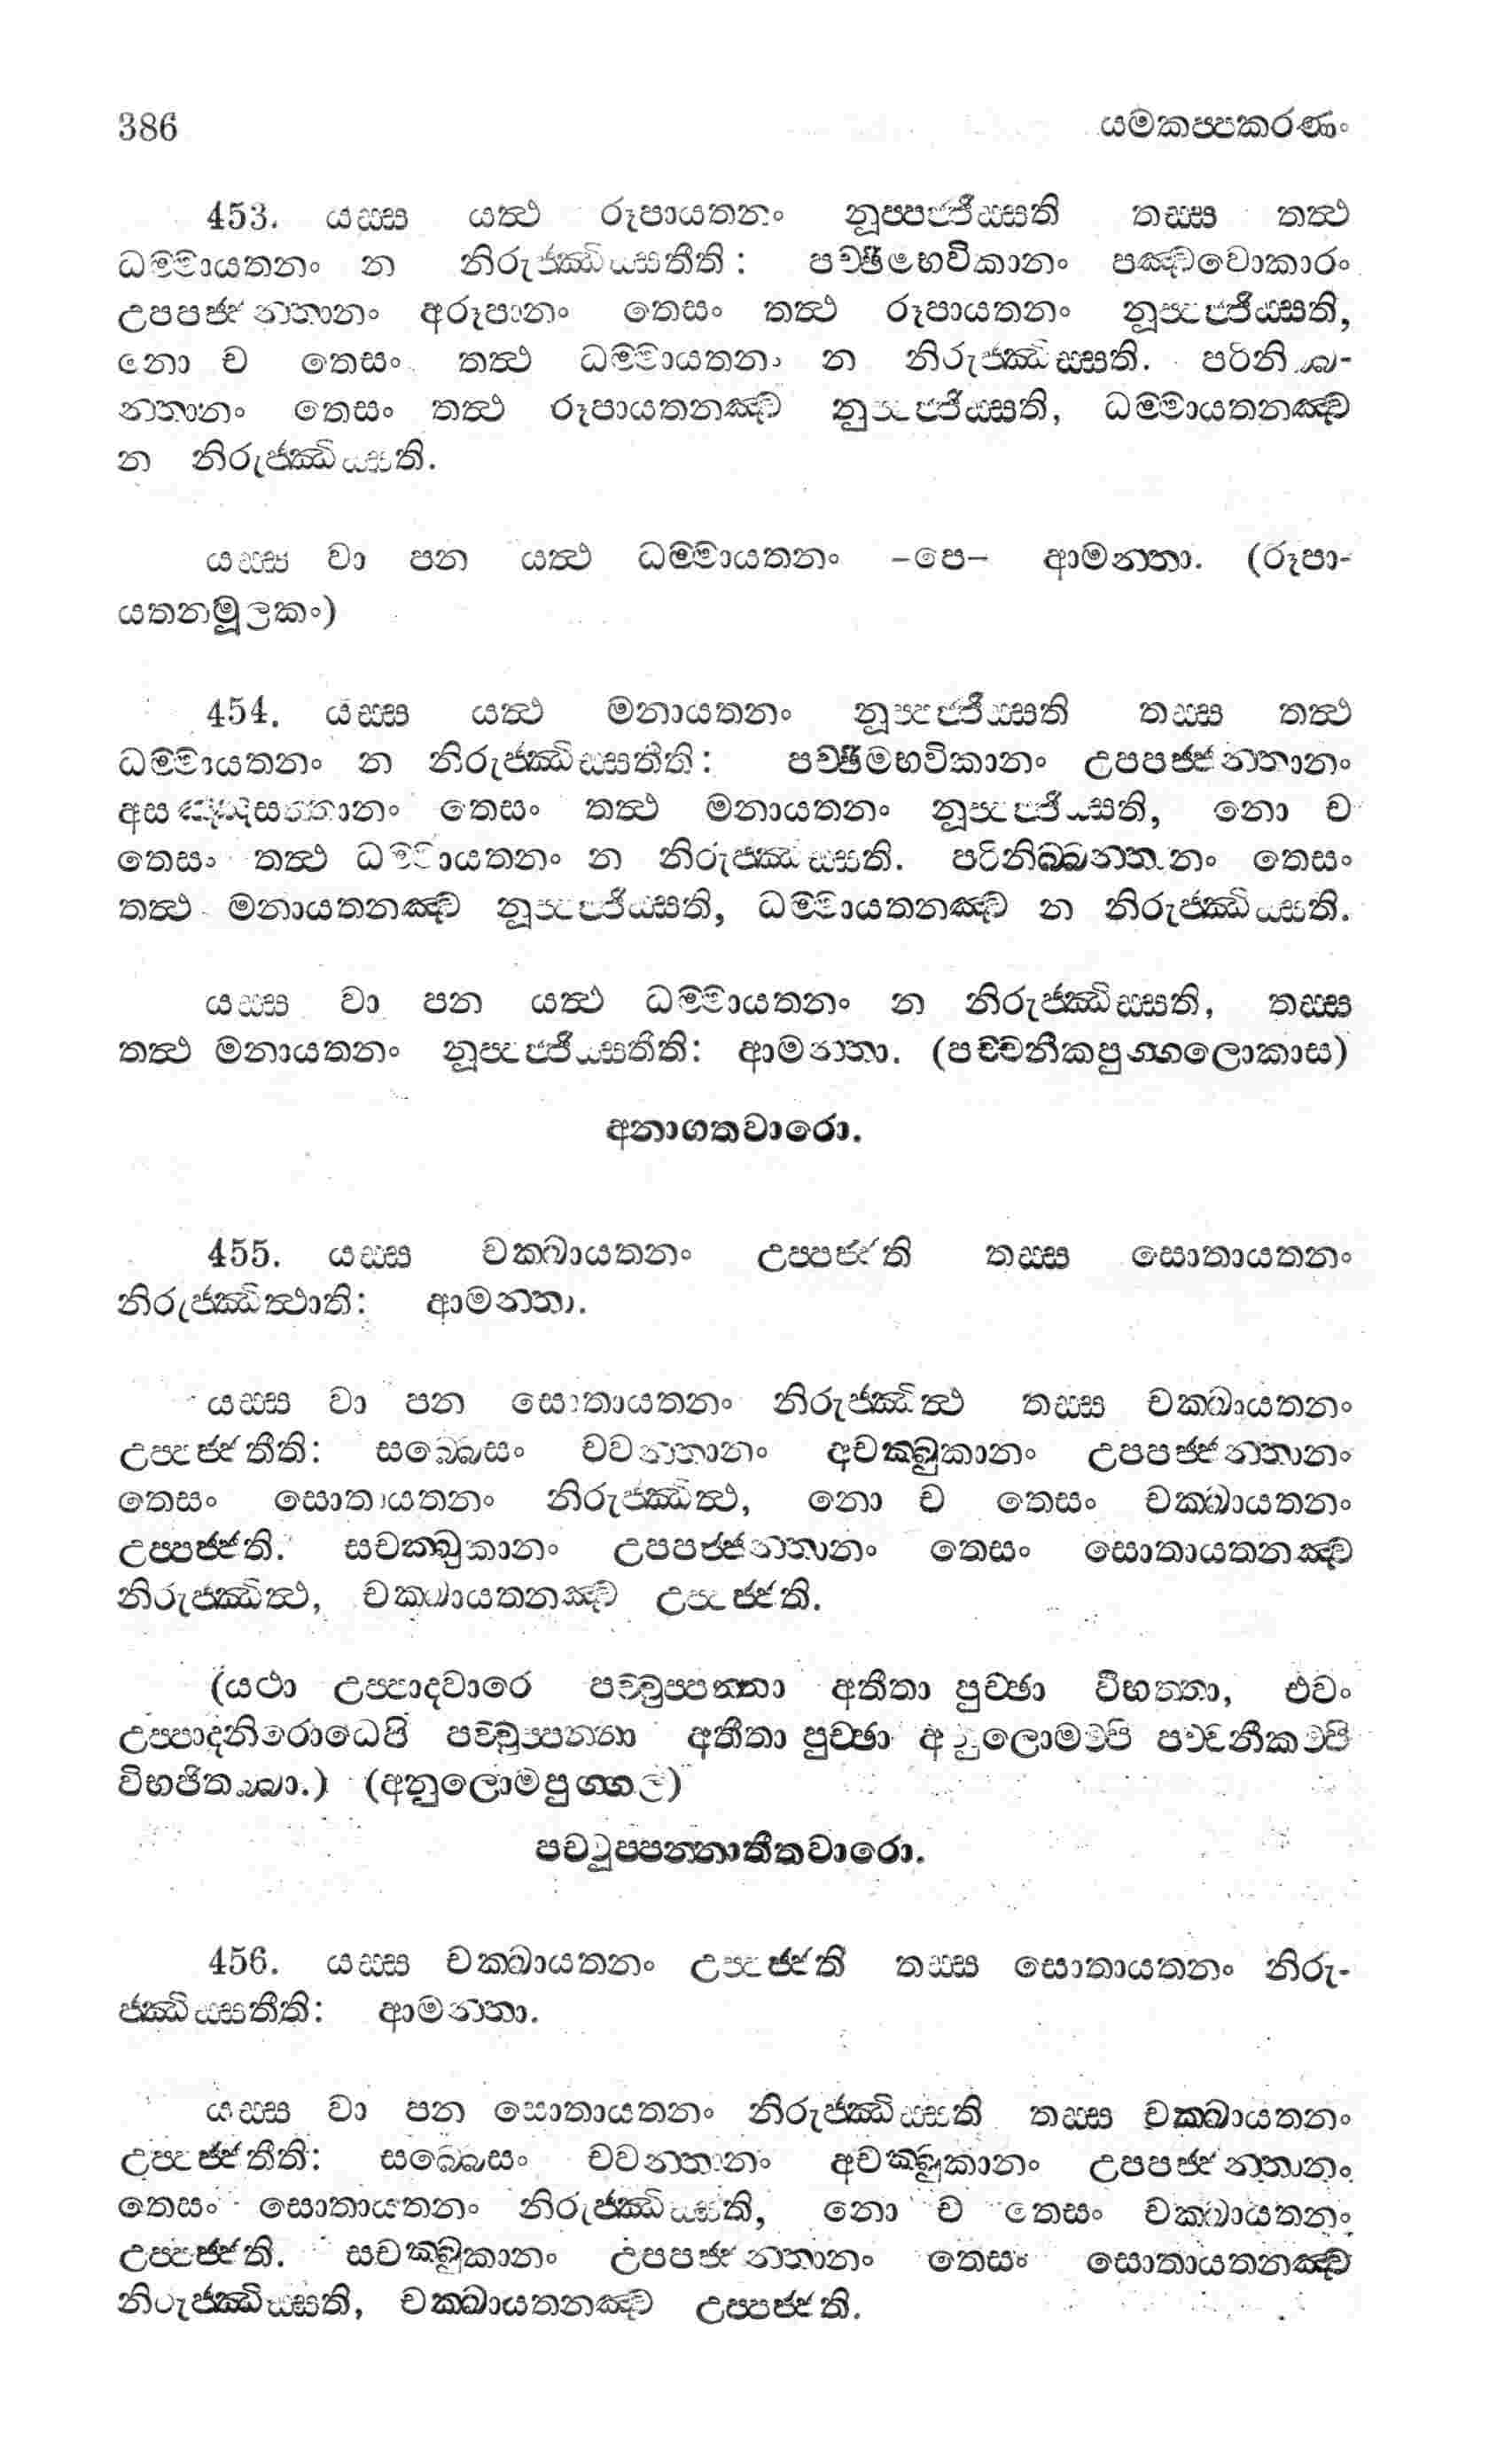 386 යමකප්පකරණං
453. යස්ස යත්ථ රූපායතනං නූප්පජ්ජිස්සති තස්ස තත්ථ
ධම්මායතනං න නිරුජ්ඣිස්සතීති: පච්ඡිමභවිකානං පඤ්චවොකාරං
උපපජ්ජන්තානං අරූපානං තෙසං තත්ථ රූපායතනං නූප්පජ්ජිස්සති,
නො ච තෙසං තත්ථ ධම්මායතනං න නිරුජ්ඣිස්සති. පරිනිබ්බ-
න්තානං තෙසං තත්ථ රූපායතනඤ්ච නුප්පජ්ජිස්සති, ධම්මායතනඤ්ච
න නිරුජ්ඣිස්සති.
යස්ස වා පන යත්ථ ධම්මායතනං -පෙ- ආමන්තා. (රූපා-
යතනමූලකං)
454. යස්ස යත්ථ මනායතනං නූප්පජ්ජිස්සති තස්ස තත්ථ
ධම්මායතනං න නිරුජ්ඣිස්සතීති: පච්ඡිමභවිකානං උපපජ්ජන්තානං
අසඤ්ඤසත්තානං තෙසං තත්ථ මනායතනං නූප්පජ්ජිස්සති, නො ච
තෙසං තත්ථ ධම්මායතනං න නිරුජ්ඣිස්සති. පරිනිබ්බන්තානං තෙසං
තත්ථ මනායතනඤ්ච නූප්පජ්ජිස්සති, ධම්මායතනඤ්ච න නිරුජ්ඣිස්සති.
යස්ස වා පන යත්ථ ධම්මායතනං න නිරුජ්ඣිස්සති, තස්ස
තත්ථ මනායතනං නූප්පජ්ජිස්සතීති: ආමන්තා. (පච්චනීකපුග්ගලොකාස)
අනාගතවාරො.
455. යස්ස චක්ඛායතනං උප්පජ්ජති තස්ස සොතායතනං
නිරුජ්ඣිත්ථාති: ආමන්තා.
යස්ස වා පන සොතායතනං නිරුජ්ඣිත්ථ තස්ස චක්ඛායතනං
උප්පජ්ජතීති: සබ්බෙසං චවන්තානං අචක්ඛුකානං උපපජ්ජන්තානං
තෙසං සොතායතනං නිරුජ්ඣිත්ථ, නො ච තෙසං චක්ඛායතනං
උප්පජ්ජති. සචක්ඛුකානං උපපජ්ජන්තානං තෙසං සොතායතනඤ්ච
නිරුජ්ඣිත්ථ, චක්ඛායතනඤ්ච උප්පජ්ජති.
(යථා උප්පාදවාරෙ පච්චුප්පන්නා අතීතා පුච්ඡා විභත්තා, එවං
උප්පාදනිරොධෙපි පච්චුප්පන්නා අතීතා පුච්ඡා අනුලොමම්පි පච්චනීකම්පි
විභජිතබ්බා.) (අනුලොමපුග්ගල)
පච්චුප්පන්නාතීතවාරො.
456. යස්ස චක්ඛායතනං උප්පජ්ජති තස්ස සොතායතනං නිරු-
ජ්ඣිස්සතීති: ආමන්තා.
යස්ස වා පන සොතායතනං නිරුජ්ඣිස්සති තස්ස චක්ඛායතනං
උප්පජ්ජතීති: සබ්බෙසං චවන්තානං අචක්ඛුකානං උපපජ්ජන්තානං
තෙසං සොතායතනං නිරුජ්ඣිස්සති, නො ච තෙසං චක්ඛායතනං
උප්පජ්ජති. සචක්ඛුකානං උපපජ්ජන්තානං තෙසං සොතායතනඤ්ච
නිරුජ්ඣිස්සති, චක්ඛායතනඤ්ච උප්පජ්ජති.